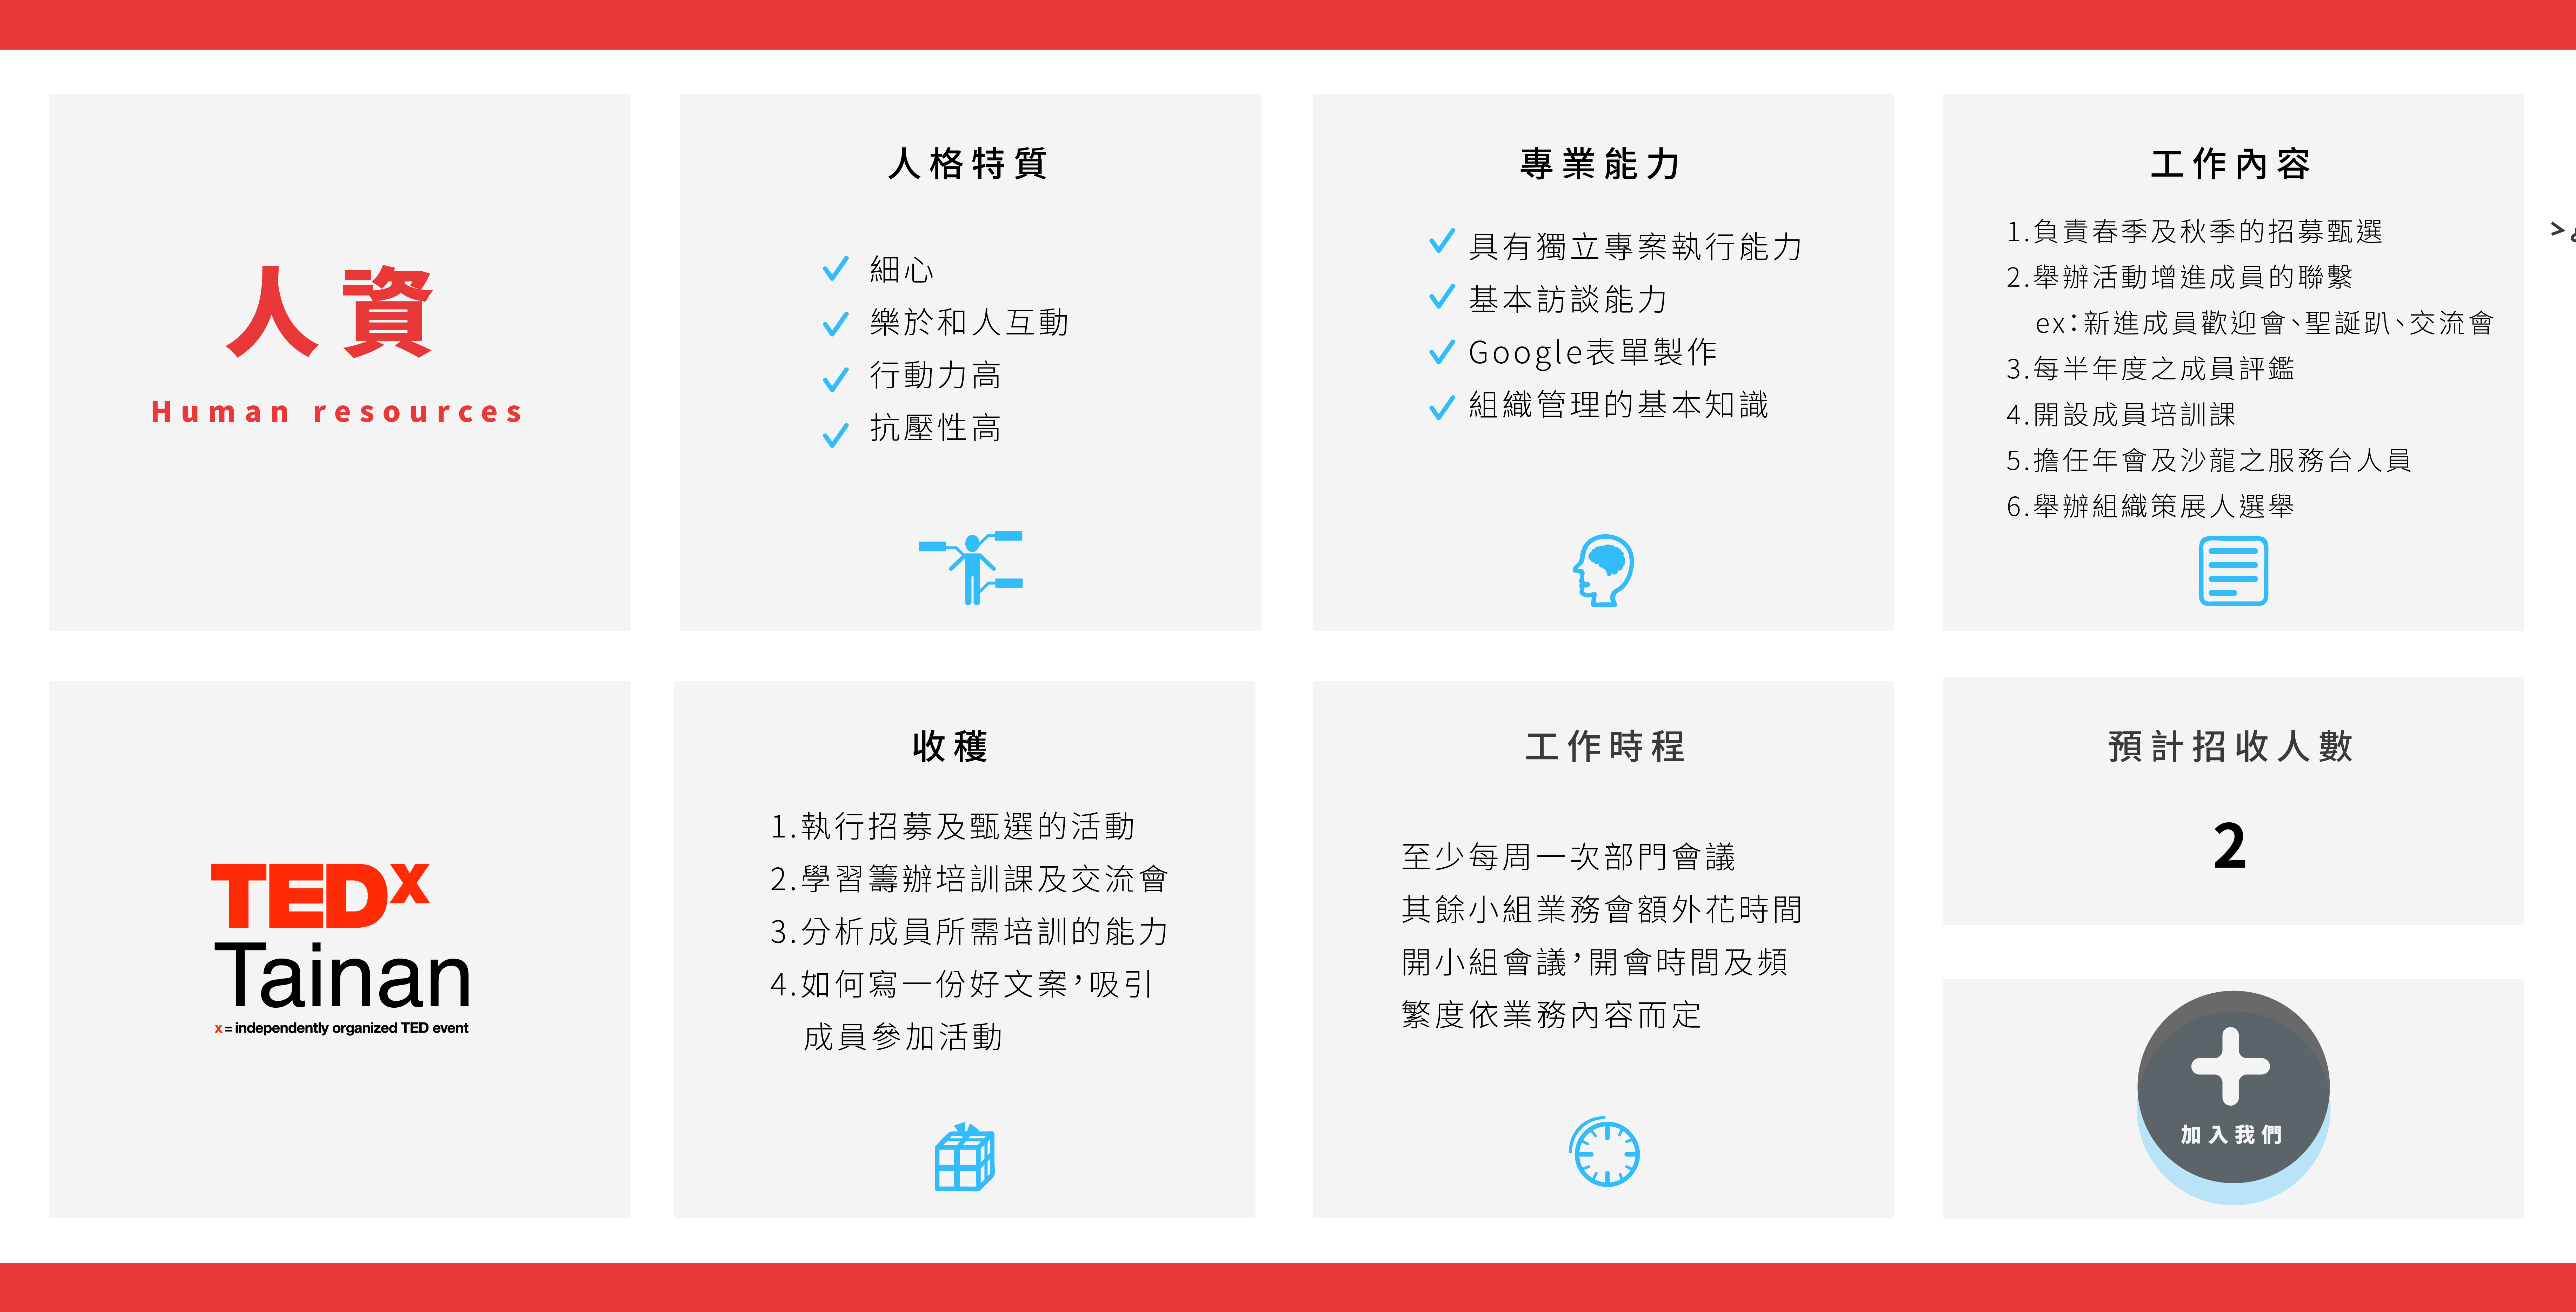 人資
Human resources
人格特質
細心
樂於和人互動
行動力高
抗壓性高
專業能力
具有獨立專案執行能力
基本訪談能力
Google表單製作
組織管理的基本知識
工作內容
1.負責春季及秋季的招募甄選
2.舉辦活動增進成員的聯繫
ex：新進成員歡迎會、聖誕趴、交流會
3.每半年度之成員評鑑
4.開設成員培訓課
5.擔任年會及沙龍之服務台人員
6.舉辦組織策展人選舉
TEDx
Tainan
x = independently organized TED event
收穫
1.執行招募及甄選的活動
2.學習籌辦培訓課及交流會
3.分析成員所需培訓的能力
4.如何寫一份好文案，吸引
成員參加活動
工作時程
至少每周一次部門會議
其餘小組業務會額外花時間
開小組會議，開會時間及頻
繁度依業務內容而定
預計招收人數
2
加入我們